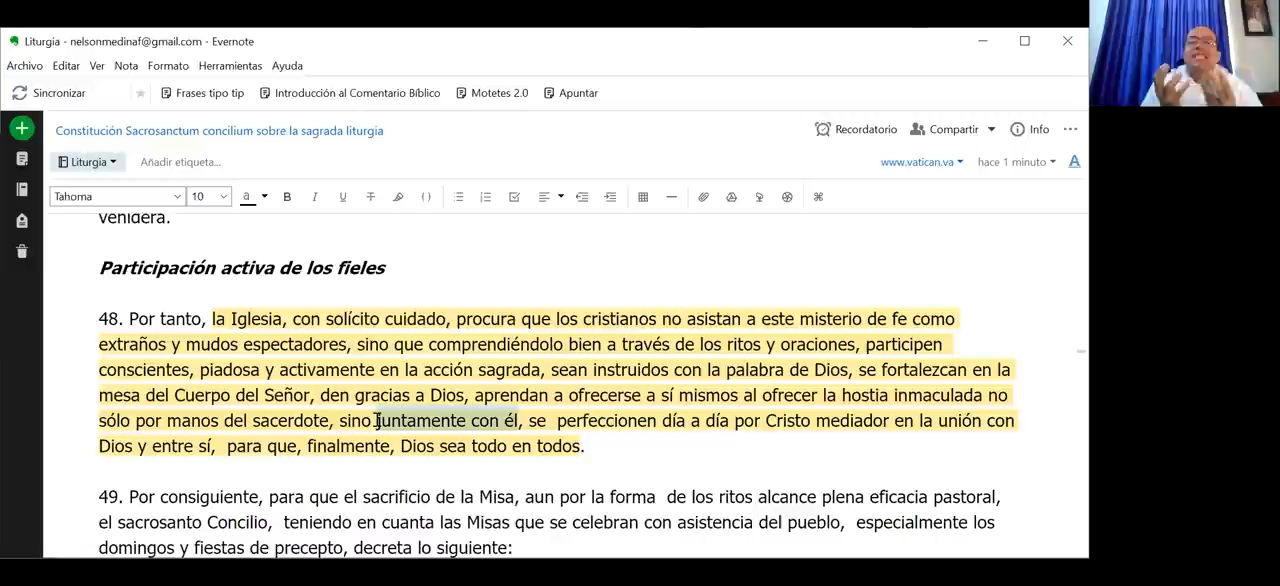 Liturgia - nelsonmedinaf@gmail.com - Evernote
Archivo Editar Ver Nota Formato Herramientas Ayuda
Sincronizar Frases tipo tip Introducción al Comentario Bíblico Motetes 2.0 Apuntar
Constitución Sacrosanctum concilium sobre la sagrada liturgia Recordatorio Compartir Info
Liturgia Añadir etiqueta... www.vatican.va hace 1 minuto A
Tahoma 10 a B I U T
venidera.
Participación activa de los fieles
48. Por tanto, la Iglesia, con solícito cuidado, procura que los cristianos no asistan a este misterio de fe como
extraños y mudos espectadores, sino que comprendiéndolo bien a través de los ritos y oraciones, participen
conscientes, piadosa y activamente en la acción sagrada, sean instruidos con la palabra de Dios, se fortalezcan en la
mesa del Cuerpo del Señor, den gracias a Dios, aprendan a ofrecerse a sí mismos al ofrecer la hostia inmaculada no
sólo por manos del sacerdote, sino juntamente con él, se perfeccionen día a día por Cristo mediador en la unión con
Dios y entre sí, para que, finalmente, Dios sea todo en todos.
49. Por consiguiente, para que el sacrificio de la Misa, aun por la forma de los ritos alcance plena eficacia pastoral,
el sacrosanto Concilio, teniendo en cuanta las Misas que se celebran con asistencia del pueblo, especialmente los
domingos y fiestas de precepto, decreta lo siguiente: